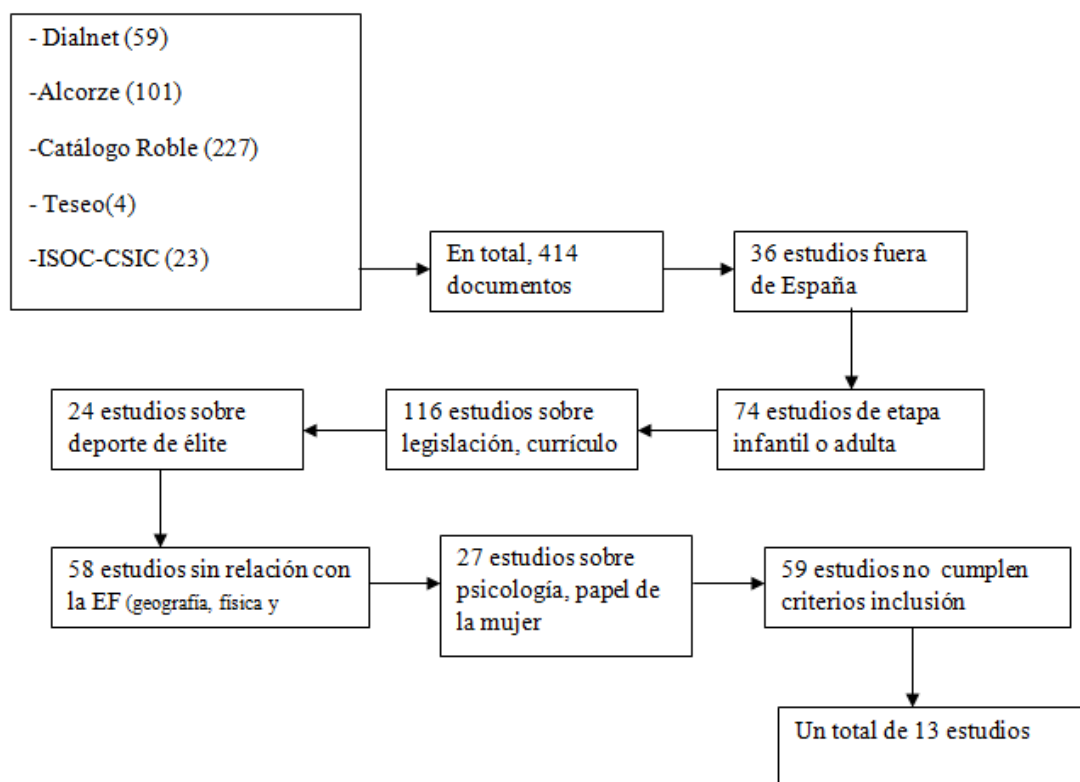 - Dialnet (59)
-Alcorze (101)
-Catálogo Roble (227)
- Teseo(4)
-ISOC-CSIC (23)
En total, 414
documentos
36 estudios fuera
de España
74 estudios de etapa
infantil o adulta
116 estudios sobre
legislación, currículo
24 estudios sobre
deporte de élite
58 estudios sin relación con
la EF (geografía, física y
27 estudios sobre
psicología, papel de
la mujer
59 estudios no cumplen
criterios inclusión
Un total de 13 estudios